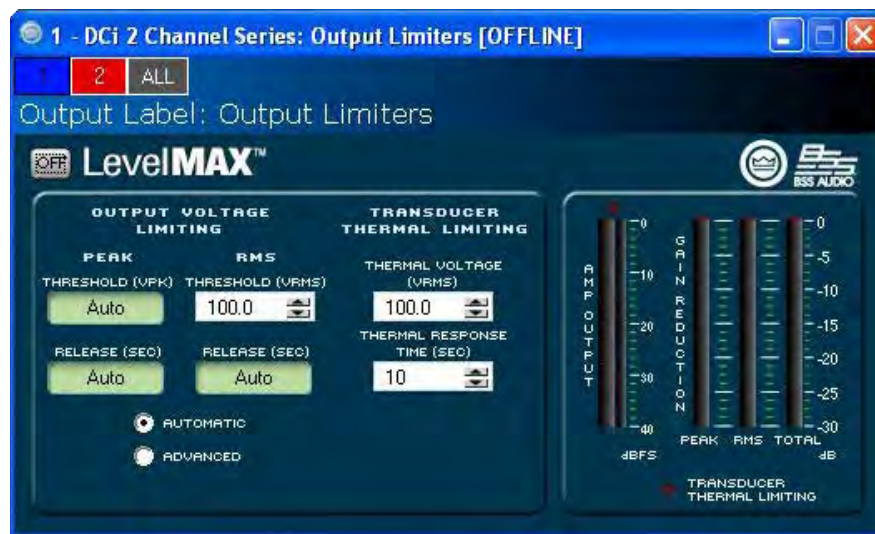 1 - DCi 2 Channel Series: Output Limiters [OFFLINE]
1 2 ALL
Output Label: Output Limiters
OFF LevelMAX™
BSS AUDIO
OUTPUT VOLTAGE
LIMITING
PEAK RMS
THRESHOLD (VPK) THRESHOLD (VRMS)
Auto 100.0
RELEASE (SEC) RELEASE (SEC)
Auto Auto
AUTOMATIC
ADVANCED
TRANSDUCER
THERMAL LIMITING
THERMAL VOLTAGE
(VRMS)
100.0
THERMAL RESPONSE
TIME (SEC)
10
AMP OUTPUT
0
-10
-20
-30
-40
dBFS
GAIN REDUCTION
0
-5
-10
-15
-20
-25
-30
PEAK RMS TOTAL
dB
TRANSDUCER
THERMAL LIMITING